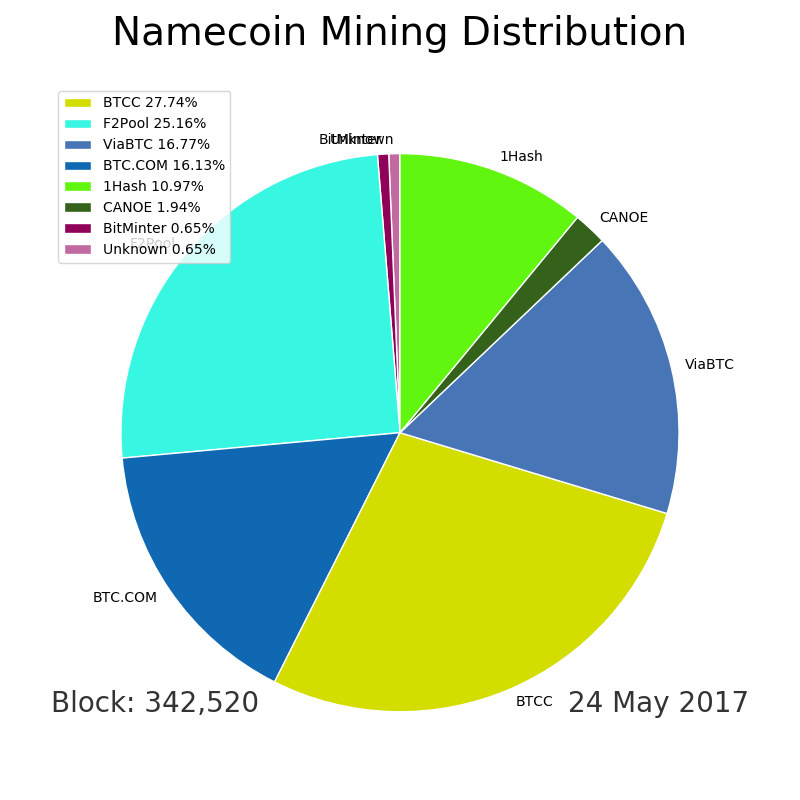 Namecoin Mining Distribution
BTCC 27.74%
F2Pool 25.16%
ViaBTC 16.77%
BTC.COM 16.13%
1Hash 10.97%
CANOE 1.94%
BitMinter 0.65%
Unknown 0.65%
BitMinter
Unknown
1Hash
CANOE
F2Pool
ViaBTC
BTC.COM
BTCC
Block: 342,520
24 May 2017